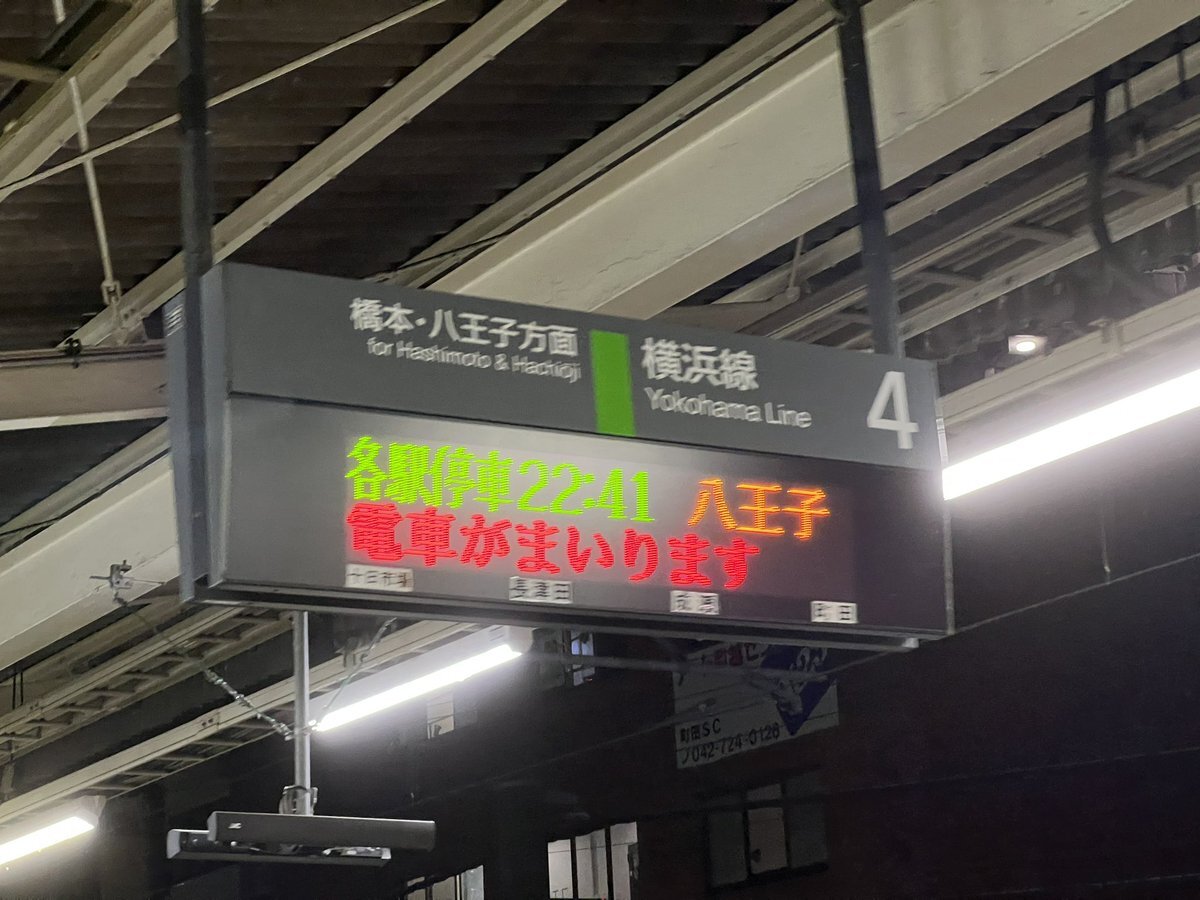 橋本・八王子方面
for Hashimoto & Hachioji
横浜線
Yokohama Line
4
各駅停車 22:41 八王子
電車がまいります
十日市場 長津田 成瀬 町田
町田SC
042-724-0128